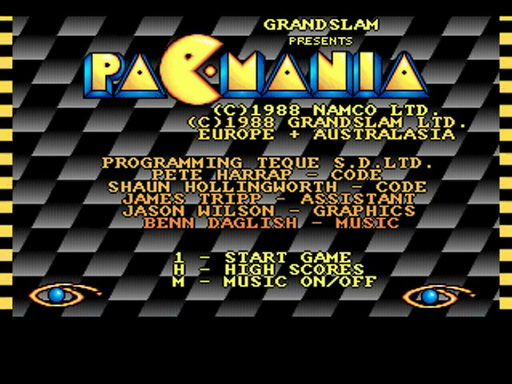 GRANDSLAM
PRESENTS
PAC-MANIA
(C)1988 NAMCO LTD.
(C)1988 GRANDSLAM LTD.
EUROPE + AUSTRALASIA
PROGRAMMING TEQUE S.D.LTD.
PETE HARRAP - CODE
SHAUN HOLLINGWORTH - CODE
JAMES TRIPP - ASSISTANT
JASON WILSON - GRAPHICS
BENN DAGLISH - MUSIC
1 - START GAME
H - HIGH SCORES
M - MUSIC ON/OFF